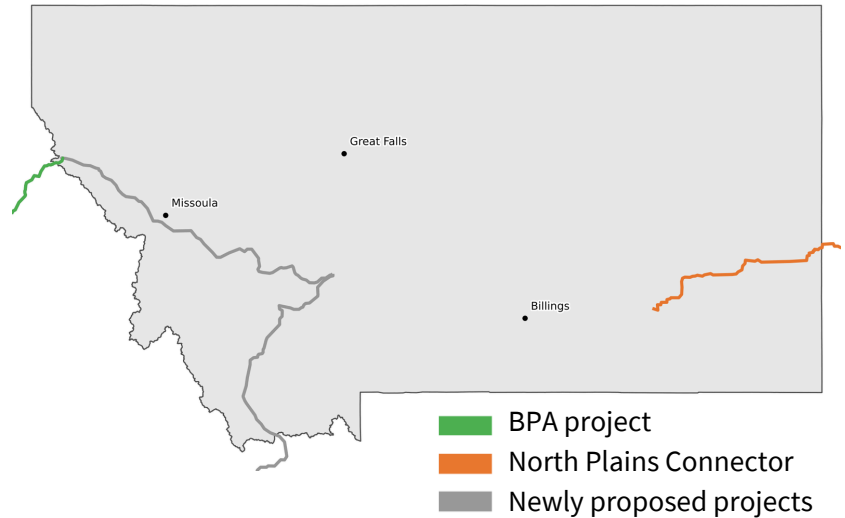 Great Falls
Missoula
Billings
BPA project
North Plains Connector
Newly proposed projects